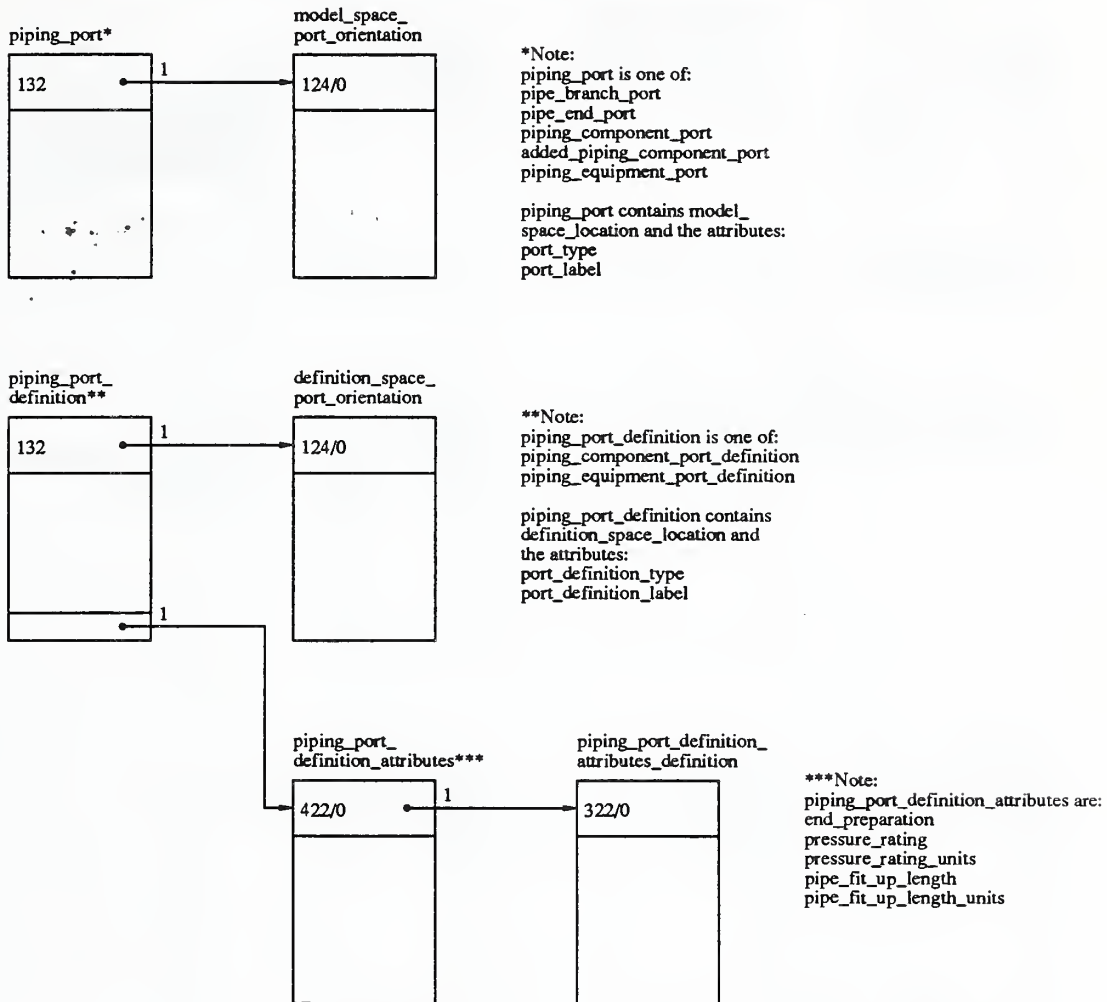 piping_port*
model_space_
port_orientation
132
1
124/0
*Note:
piping_port is one of:
pipe_branch_port
pipe_end_port
piping_component_port
added_piping_component_port
piping_equipment_port
piping_port contains model_
space_location and the attributes:
port_type
port_label
piping_port_
definition**
definition_space_
port_orientation
132
1
124/0
1
**Note:
piping_port_definition is one of:
piping_component_port_definition
piping_equipment_port_definition
piping_port_definition contains
definition_space_location and
the attributes:
port_definition_type
port_definition_label
piping_port_
definition_attributes***
piping_port_definition_
attributes_definition
422/0
1
322/0
***Note:
piping_port_definition_attributes are:
end_preparation
pressure_rating
pressure_rating_units
pipe_fit_up_length
pipe_fit_up_length_units